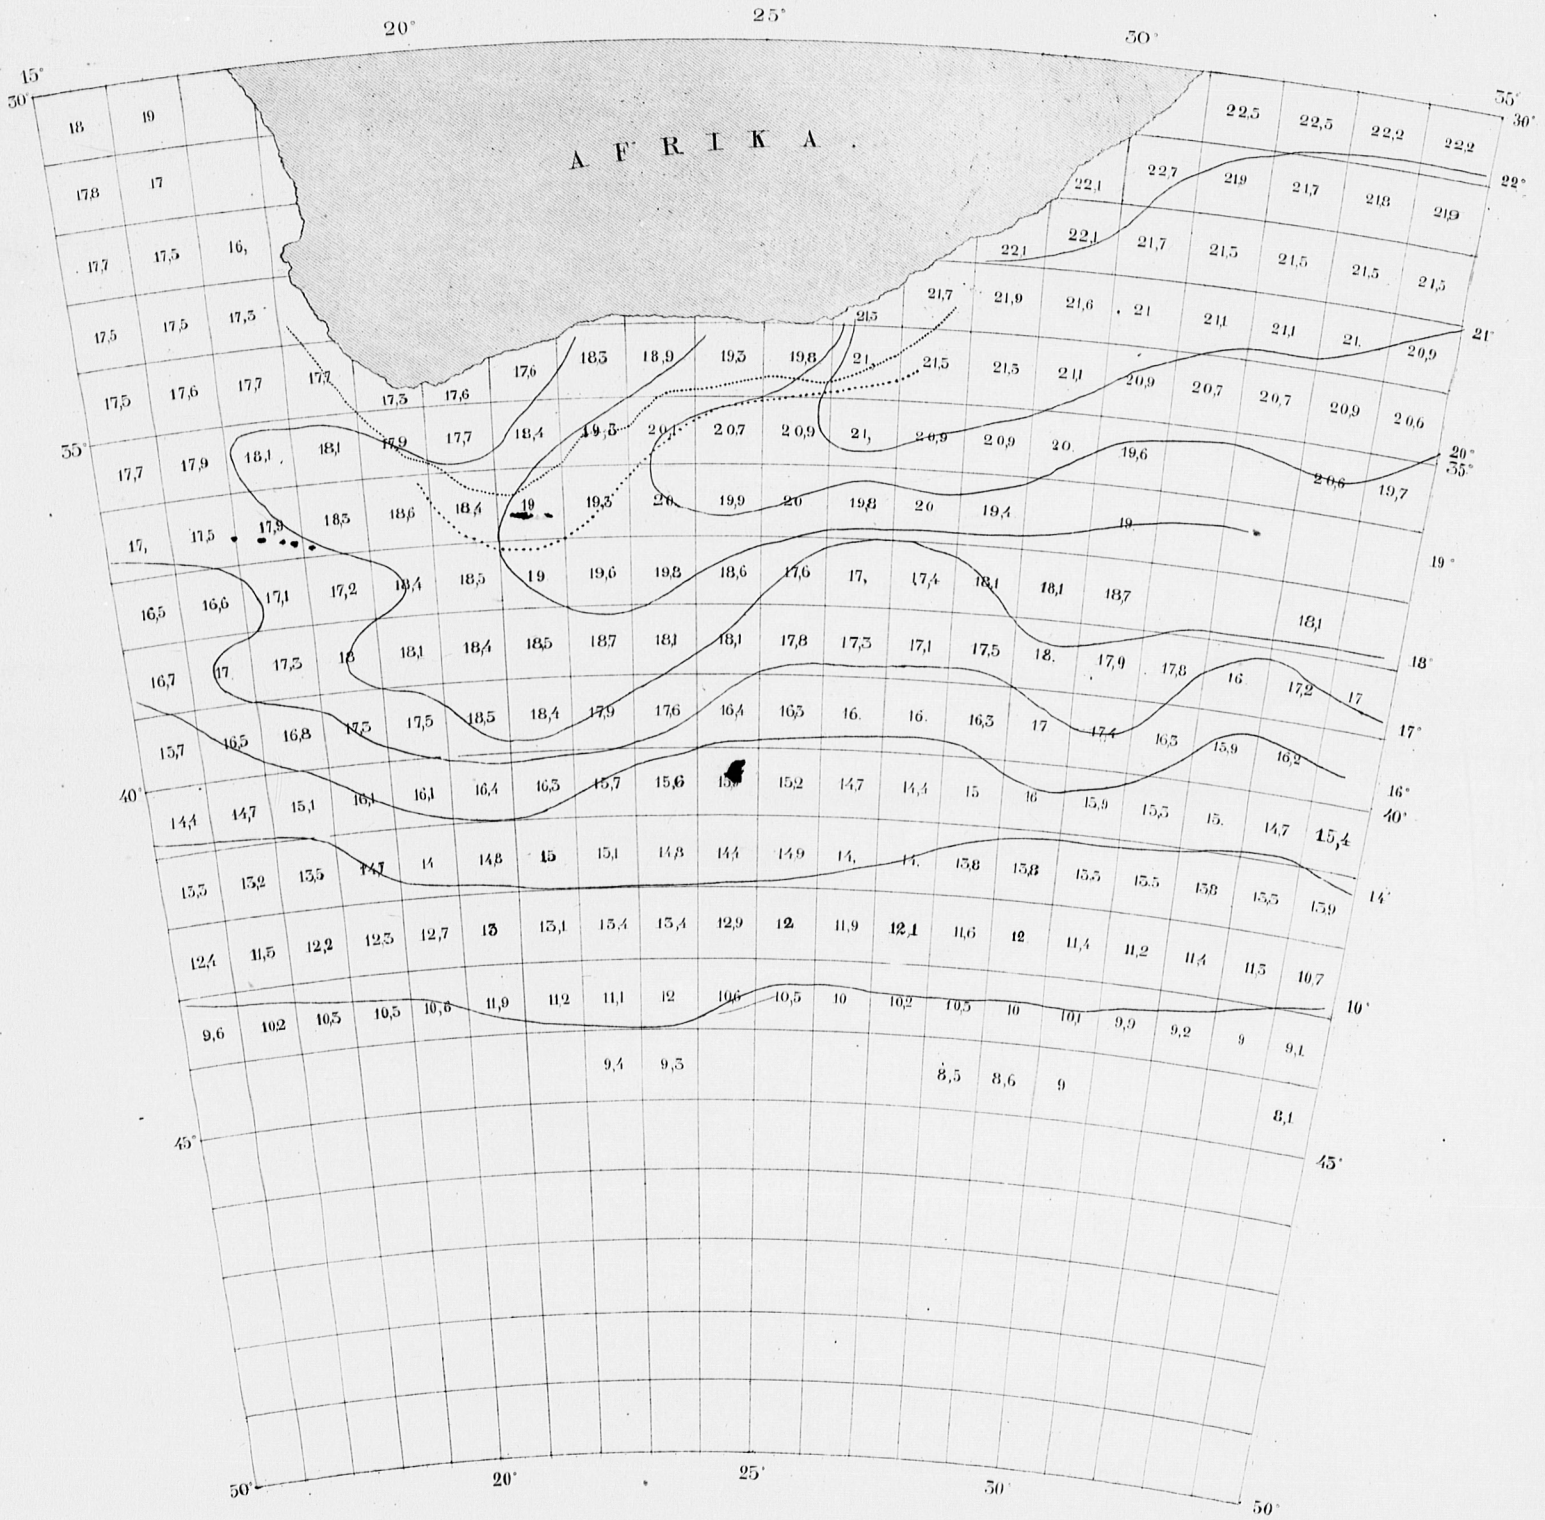 20° 25° 30°
15° 35°
30° 30°
AFRIKA.
18 19 22,5 22,5 22,2 22,2
17,8 17 22,1 22,7 21,9 21,7 21,8 21,9 22°
17,7 17,5 16, 22,1 22,1 21,7 21,5 21,5 21,5 21,5
17,5 17,5 17,3 21,5 21,7 21,9 21,6 21 21,1 21,1 21. 20,9 21°
17,5 17,6 17,7 17,7 17,3 17,6 17,6 18,3 18,9 19,3 19,8 21, 21,5 21,5 21,1 20,9 20,7 20,7 20,9 20,6
35° 20°
35°
17,7 17,9 18,1 18,1 17,9 17,7 18,4 19,5 20,1 20,7 20,9 21, 20,9 20,9 20. 19,6 20,6 19,7
17, 17,5 17,9 18,3 18,6 18,4 19 19,3 20 19,9 20 19,8 20 19,4 19 19°
16,5 16,6 17,1 17,2 18,4 18,5 19 19,6 19,8 18,6 17,6 17, 17,4 18,1 18,1 18,7 18,1
16,7 17 17,3 18 18,1 18,4 18,5 18,7 18,1 18,1 17,8 17,3 17,1 17,5 18. 17,9 17,8 16 17,2 17 18°
15,7 16,5 16,8 17,3 17,5 18,5 18,4 17,9 17,6 16,4 16,3 16. 16. 16,3 17 17,4 16,3 15,9 16,2 17°
40° 16°
40°
14,4 14,7 15,1 16,1 16,1 16,4 16,3 15,7 15,6 15,2 14,7 14,4 15 16 15,9 15,3 15. 14,7 15,4
13,3 13,2 13,5 14,7 14 14,8 15 15,1 14,8 14,4 14,9 14, 14. 13,8 13,8 13,3 13,5 13,8 13,3 13,9 14°
12,4 11,5 12,2 12,3 12,7 13 13,1 13,4 13,4 12,9 12 11,9 12,1 11,6 12 11,4 11,2 11,4 11,3 10,7
9,6 10,2 10,3 10,3 10,6 11,9 11,2 11,1 12 10,6 10,5 10 10,2 10,5 10 10,1 9,9 9,2 9 9,1 10°
9,4 9,3 8,5 8,6 9 8,1
45° 45°
50° 20° 25° 30° 50°